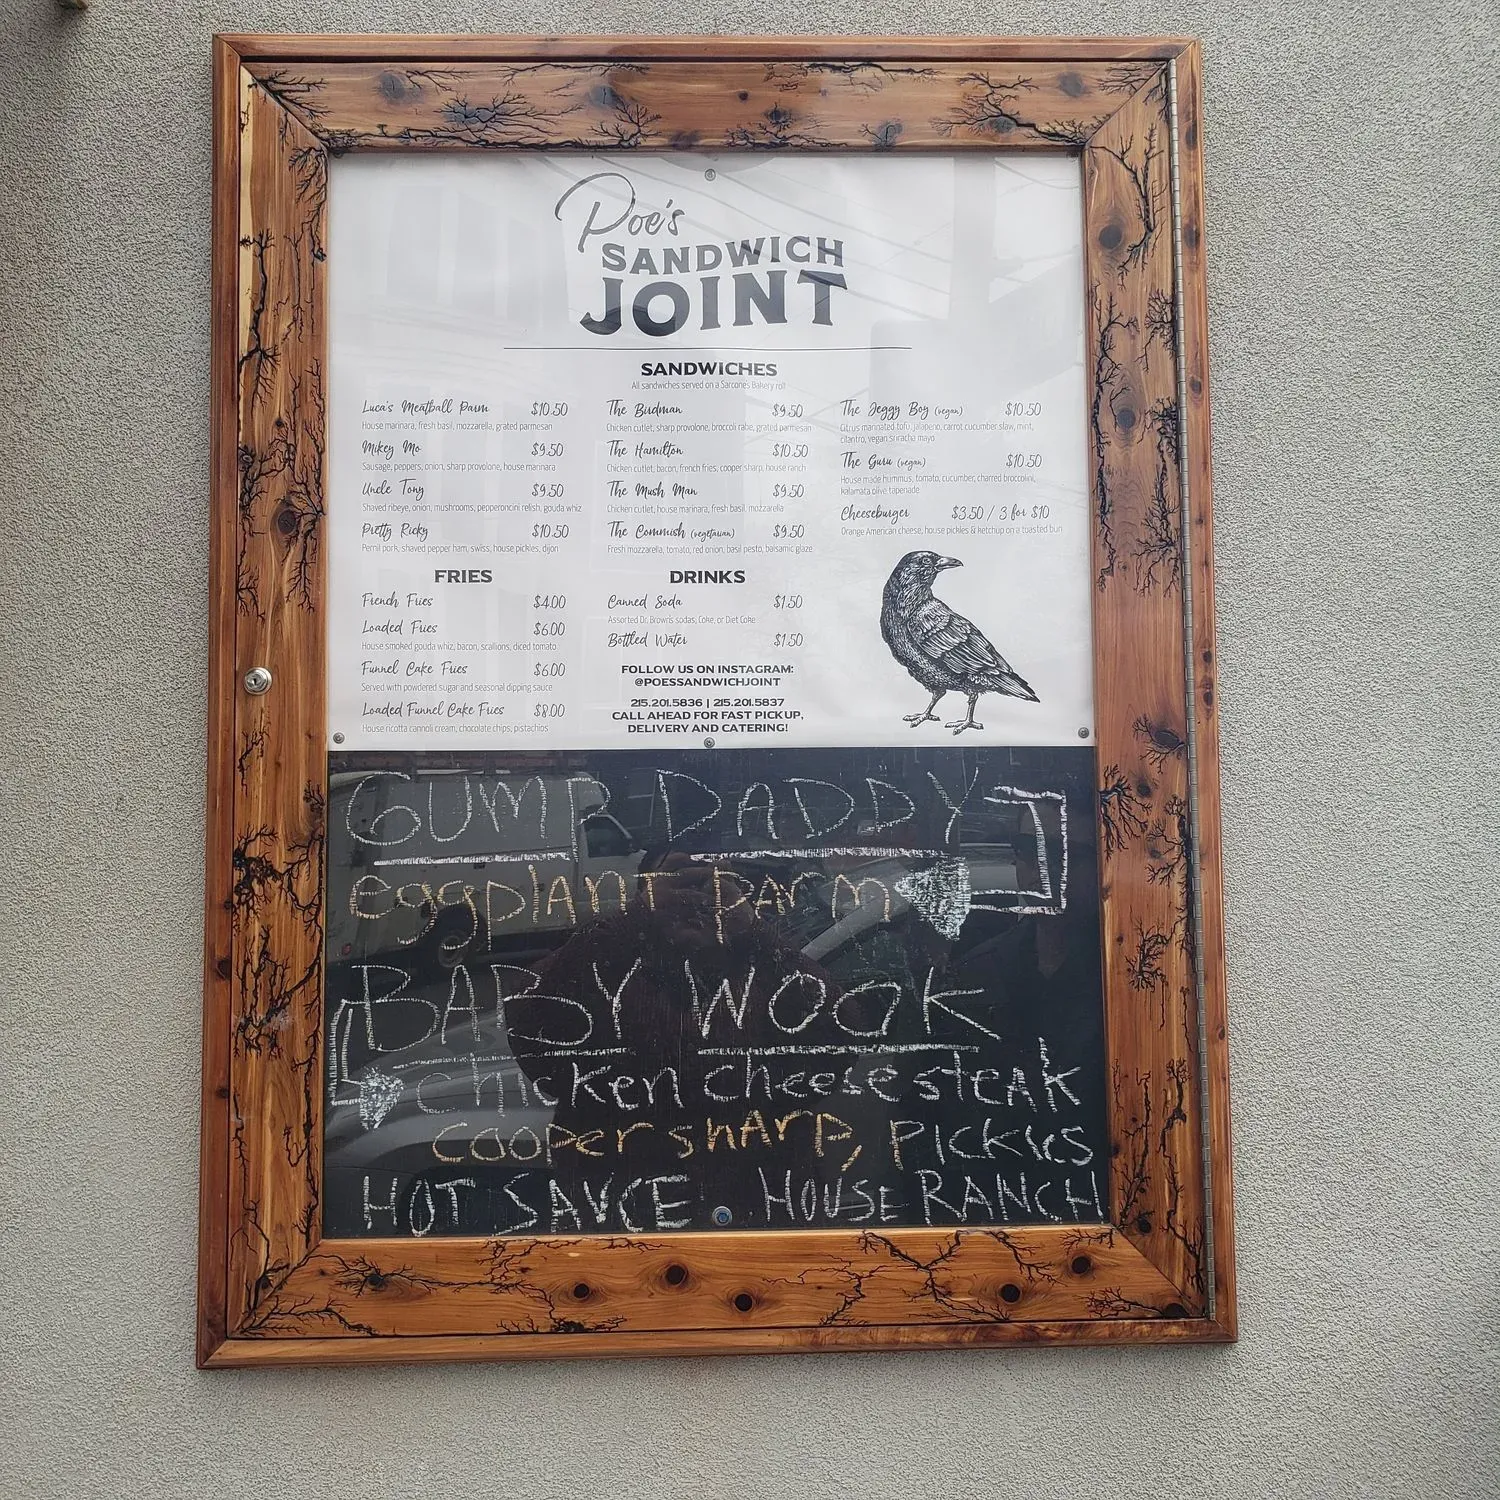 Poe's
SANDWICH
JOINT
SANDWICHES
All sandwiches served on a Sarcone's Bakery roll
Luca's Meatball Parm $10.50
House marinara, fresh basil, mozzarella, grated parmesan
Mikey Mo $9.50
Sausage, peppers, onion, sharp provolone, house marinara
Uncle Tony $9.50
Shaved ribeye, onion, mushrooms, pepperoncini relish, gouda whiz
Pretty Ricky $10.50
Pernil pork, shaved pepper ham, swiss, house pickles, dijon
The Birdman $9.50
Chicken cutlet, sharp provolone, broccoli rabe, grated parmesan
The Hamilton $10.50
Chicken cutlet, bacon, french fries, cooper sharp, house ranch
The Mush Man $9.50
Chicken cutlet, house marinara, fresh basil, mozzarella
The Commish (vegetarian) $9.50
Fresh mozzarella, tomato, red onion, basil pesto, balsamic glaze
The Jeggy Boy (vegan) $10.50
Citrus marinated tofu, jalapeno, carrot cucumber slaw, mint,
cilantro, vegan sriracha mayo
The Guru (vegan) $10.50
House made hummus, tomato, cucumber, charred broccolini,
kalamata olive tapenade
Cheeseburger $3.50 / 3 for $10
Orange American cheese, house pickles & ketchup on a toasted bun
FRIES
French Fries $4.00
Loaded Fries $6.00
House smoked gouda whiz, bacon, scallions, diced tomato
Funnel Cake Fries $6.00
Served with powdered sugar and seasonal dipping sauce
Loaded Funnel Cake Fries $8.00
House ricotta cannoli cream, chocolate chips, pistachios
DRINKS
Canned Soda $1.50
Assorted Dr. Brown's sodas, Coke, or Diet Coke
Bottled Water $1.50
FOLLOW US ON INSTAGRAM:
@POESSANDWICHJOINT
215.201.5836 | 215.201.5837
CALL AHEAD FOR FAST PICKUP,
DELIVERY AND CATERING!
GUMP DADDY
eggplant parm
BABY WOOK
chicken cheesesteak
cooper sharp, pickles
HOT SAUCE HOUSE RANCH